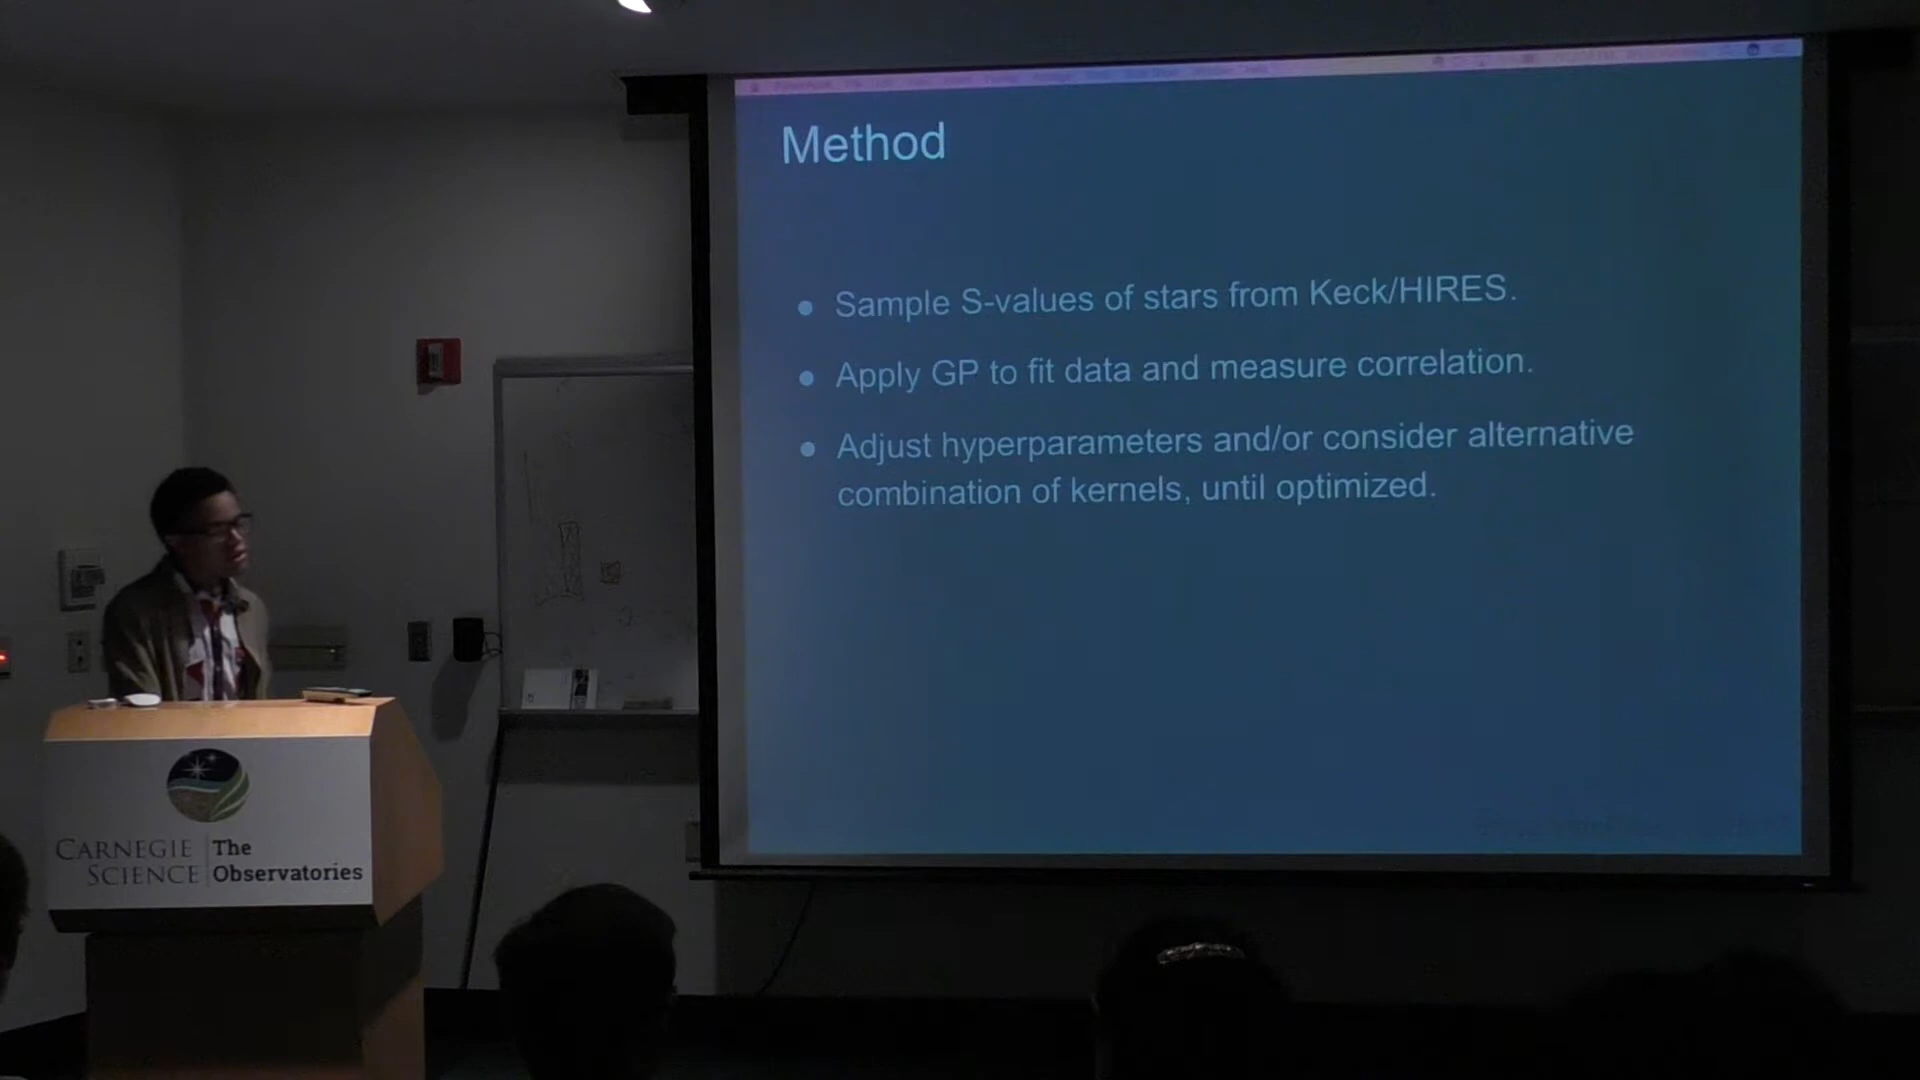 Method
● Sample S-values of stars from Keck/HIRES.
● Apply GP to fit data and measure correlation.
● Adjust hyperparameters and/or consider alternative
combination of kernels, until optimized.
CARNEGIE
SCIENCE
The
Observatories